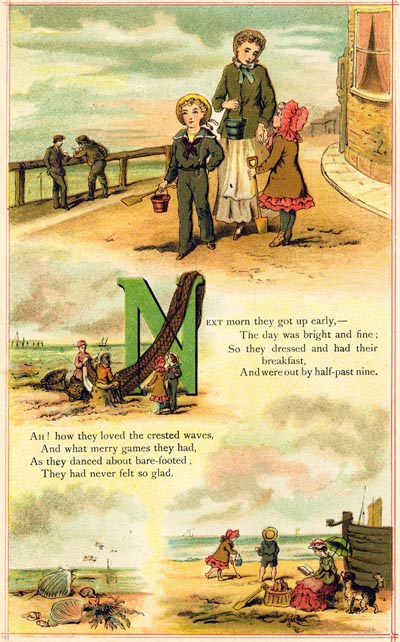 NEXT morn they got up early,—
The day was bright and fine;
So they dressed and had their
breakfast,
And were out by half-past nine.
AH! how they loved the crested waves,
And what merry games they had,
As they danced about bare-footed;
They had never felt so glad.